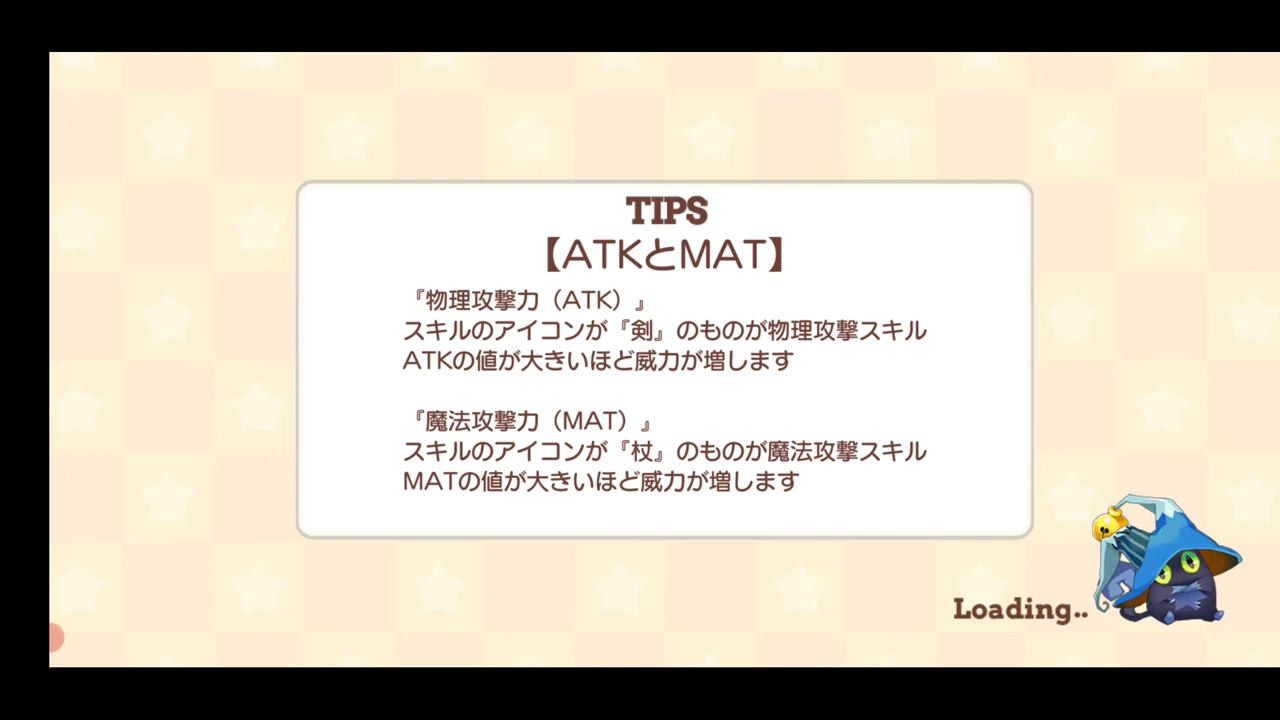 TIPS
【ATKとMAT】
『物理攻撃力（ATK）』
スキルのアイコンが『剣』のものが物理攻撃スキル
ATKの値が大きいほど威力が増します
『魔法攻撃力（MAT）』
スキルのアイコンが『杖』のものが魔法攻撃スキル
MATの値が大きいほど威力が増します
Loading..